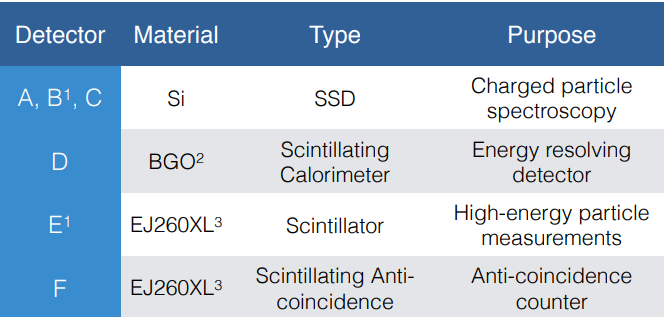 Detector Material Type Purpose
A, B¹, C Si SSD Charged particle
spectroscopy
D BGO² Scintillating
Calorimeter Energy resolving
detector
E¹ EJ260XL³ Scintillator High-energy particle
measurements
F EJ260XL³ Scintillating Anti-
coincidence Anti-coincidence
counter